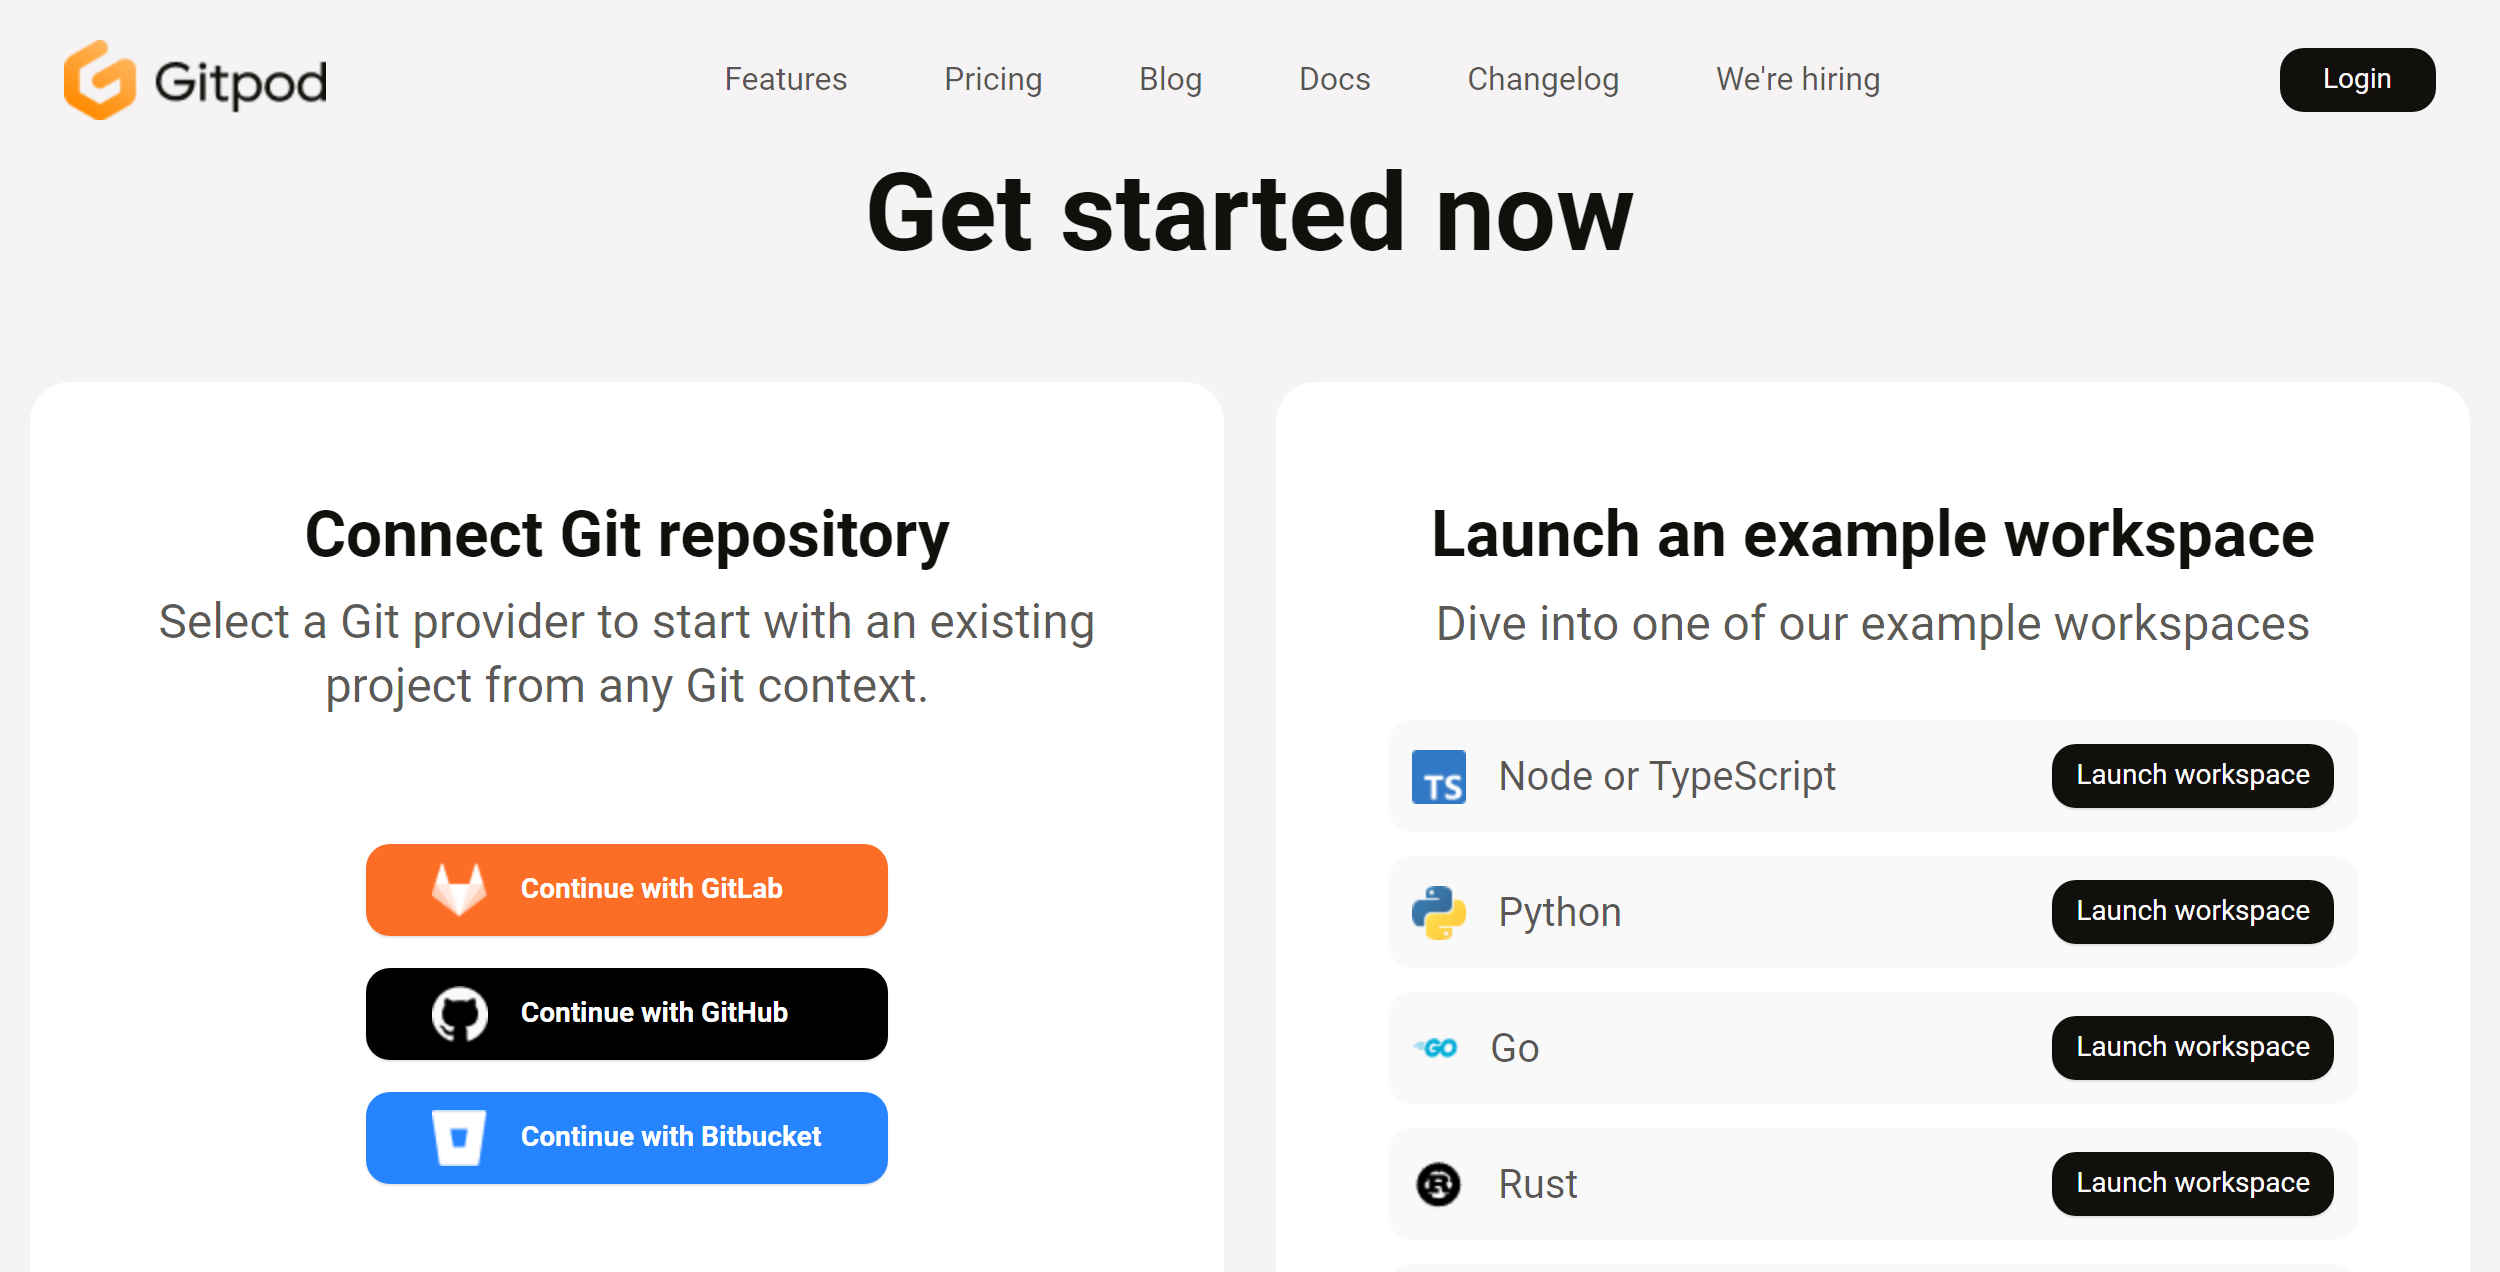 Gitpod
Features Pricing Blog Docs Changelog We're hiring
Login
Get started now
Connect Git repository
Select a Git provider to start with an existing
project from any Git context.
Continue with GitLab
Continue with GitHub
Continue with Bitbucket
Launch an example workspace
Dive into one of our example workspaces
TS Node or TypeScript Launch workspace
Python Launch workspace
GO Go Launch workspace
R Rust Launch workspace